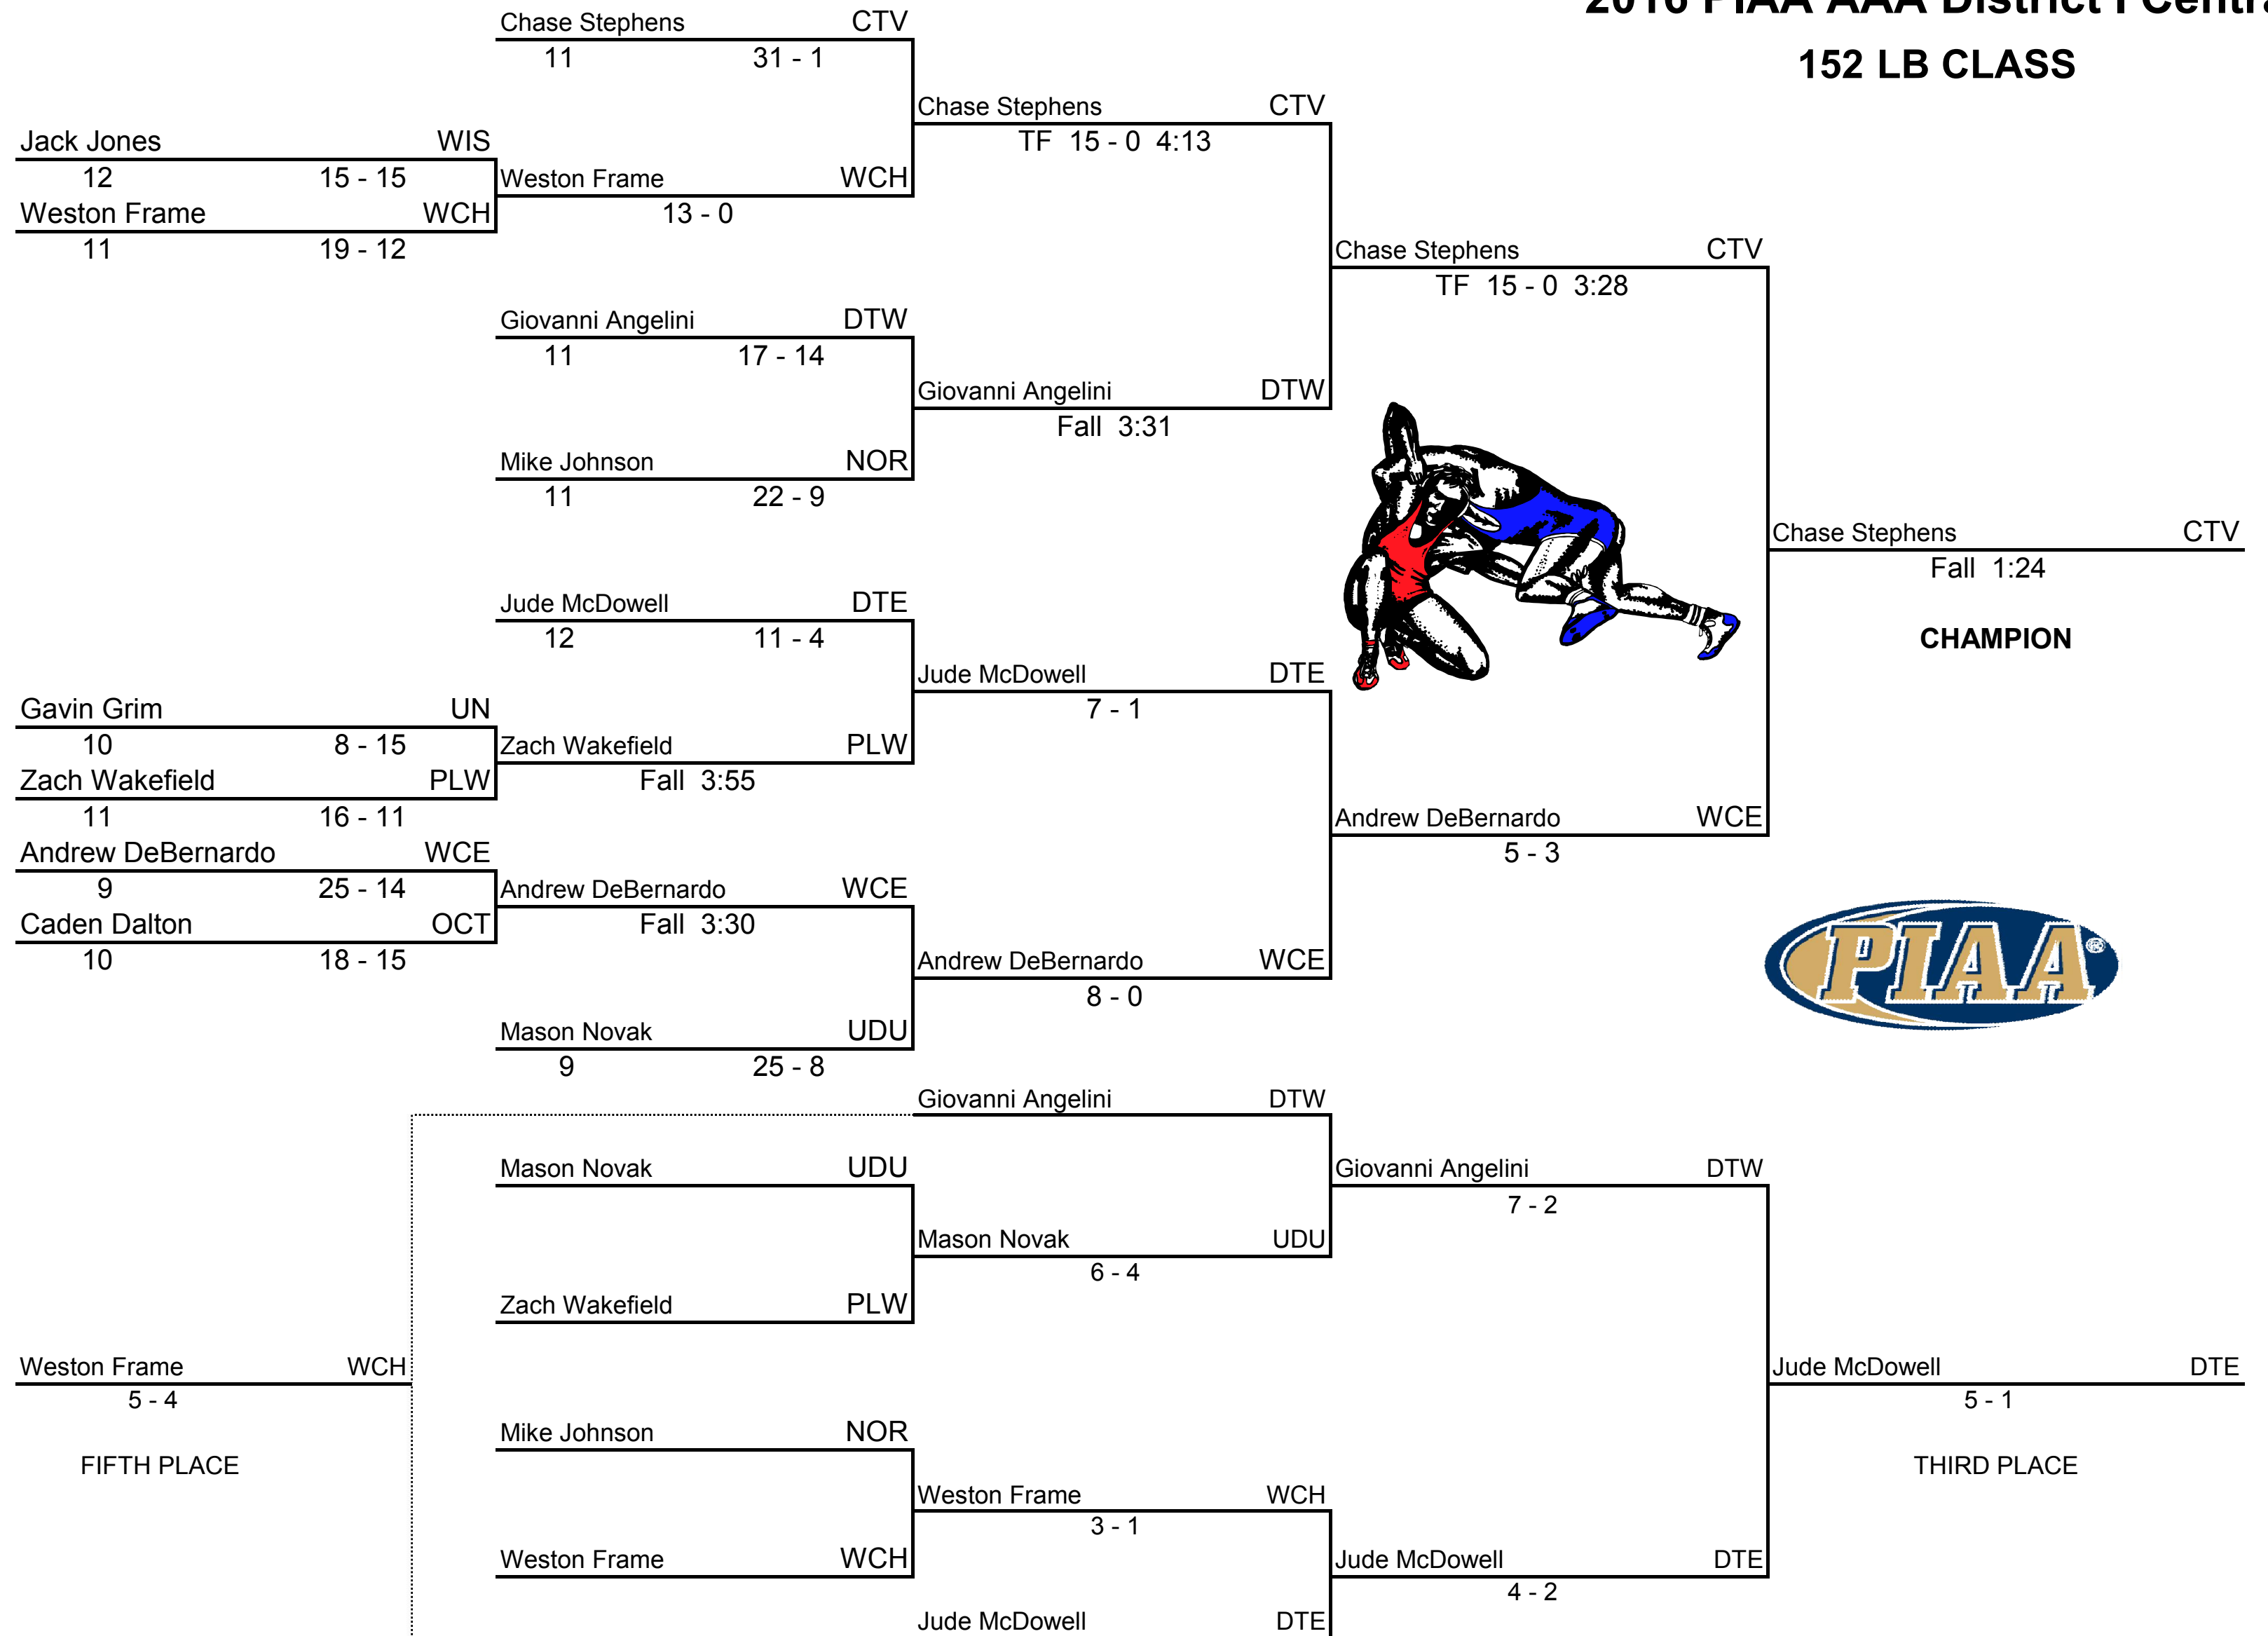 2016 PIAA AAA District I Centra
152 LB CLASS
Chase Stephens CTV
11 31 - 1
Chase Stephens CTV
TF 15 - 0 4:13
Jack Jones WIS
12 15 - 15
Weston Frame WCH
13 - 0
Weston Frame WCH
11 19 - 12
Chase Stephens CTV
TF 15 - 0 3:28
Giovanni Angelini DTW
11 17 - 14
Giovanni Angelini DTW
Fall 3:31
Mike Johnson NOR
11 22 - 9
Chase Stephens CTV
Fall 1:24
CHAMPION
Jude McDowell DTE
12 11 - 4
Jude McDowell DTE
7 - 1
Gavin Grim UN
10 8 - 15
Zach Wakefield PLW
Fall 3:55
Zach Wakefield PLW
11 16 - 11
Andrew DeBernardo WCE
5 - 3
Andrew DeBernardo WCE
9 25 - 14
Andrew DeBernardo WCE
Fall 3:30
Caden Dalton OCT
10 18 - 15
Andrew DeBernardo WCE
8 - 0
PIAA®
Mason Novak UDU
9 25 - 8
Giovanni Angelini DTW
Mason Novak UDU
Giovanni Angelini DTW
7 - 2
Mason Novak UDU
6 - 4
Zach Wakefield PLW
Weston Frame WCH
5 - 4
FIFTH PLACE
Jude McDowell DTE
5 - 1
THIRD PLACE
Mike Johnson NOR
Weston Frame WCH
3 - 1
Weston Frame WCH
Jude McDowell DTE
4 - 2
Jude McDowell DTE